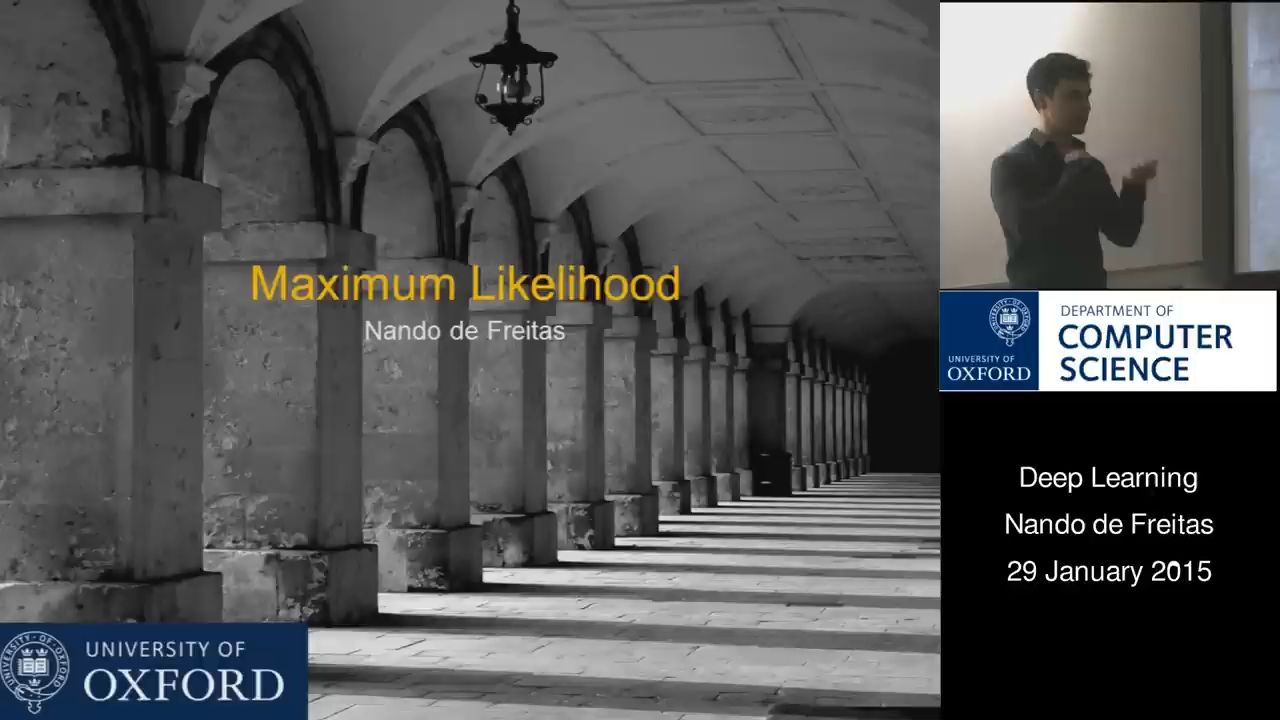 Maximum Likelihood
Nando de Freitas
UNIVERSITY OF
OXFORD
UNIVERSITY OF
OXFORD
DEPARTMENT OF
COMPUTER
SCIENCE
Deep Learning
Nando de Freitas
29 January 2015